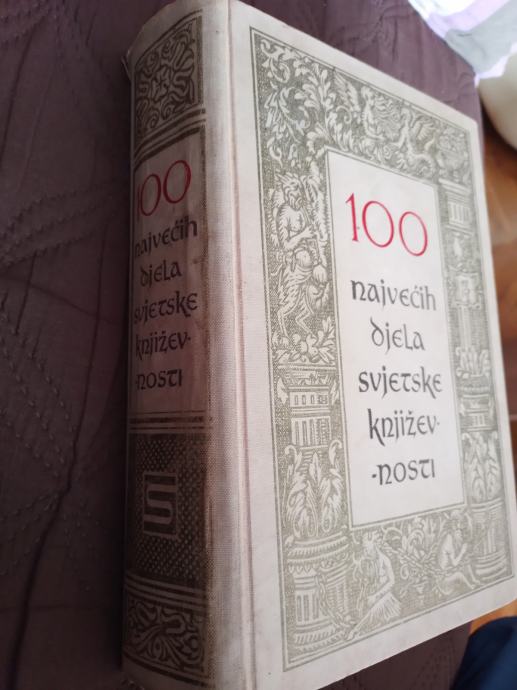 100
najvećih
djela
svjetske
književ-
-nosti
S
100
najvećih
djela
svjetske
književ-
-nosti